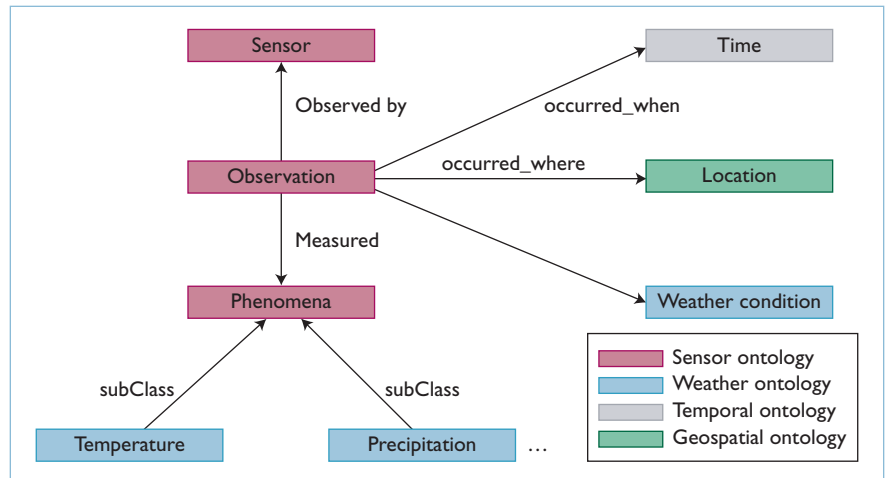 Sensor
Time
Observed by
occurred_when
Observation
occurred_where
Location
Measured
Phenomena
Weather condition
subClass
subClass
Temperature
Precipitation
...
Sensor ontology
Weather ontology
Temporal ontology
Geospatial ontology